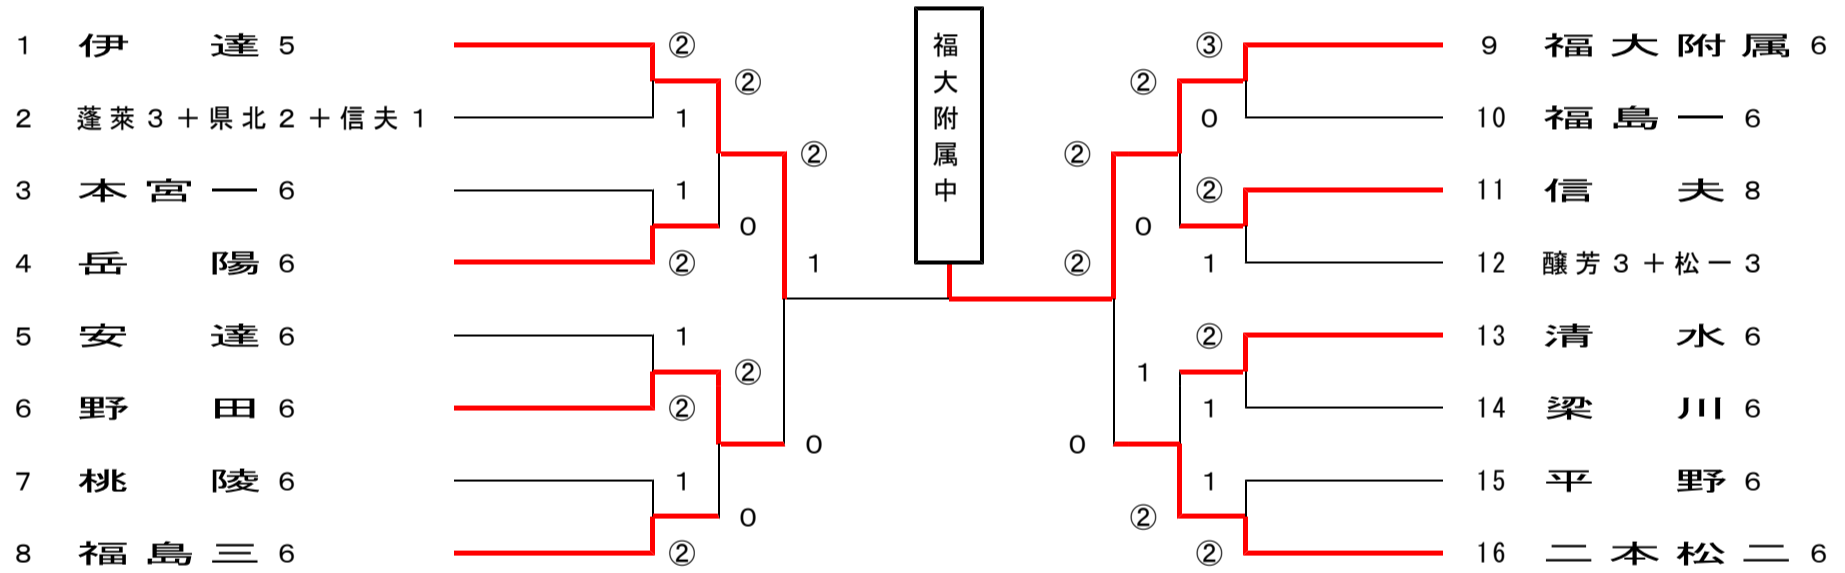 1 伊達 5 ②
②
2 蓬莱3+県北2+信夫1 1
②
3 本宮一 6 1
0
4 岳陽 6 ②
1
5 安達 6 1
②
6 野田 6 ②
0
7 桃陵 6 1
0
8 福島三 6 ②
福大附属中
③ 9 福大附属 6
②
0 10 福島一 6
②
② 11 信夫 8
0
1 12 醸芳3+松一3
②
② 13 清水 6
1
1 14 梁川 6
0
1 15 平野 6
②
② 16 二本松二 6